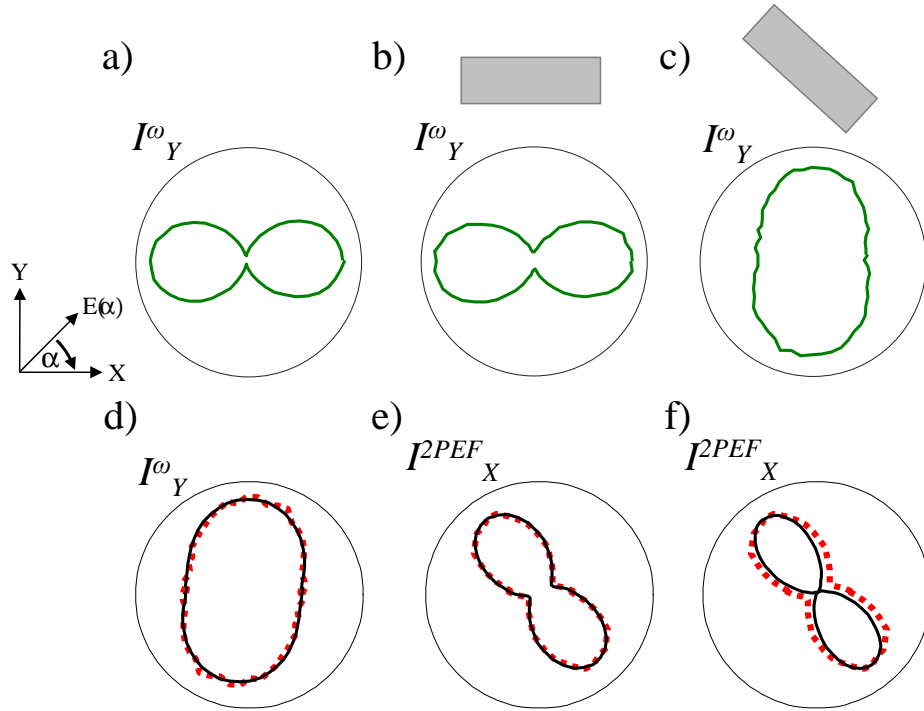 a)
b)
c)
I^ω_Y
I^ω_Y
I^ω_Y
Y
E(α)
α
X
d)
e)
f)
I^ω_Y
I^2PEF_X
I^2PEF_X